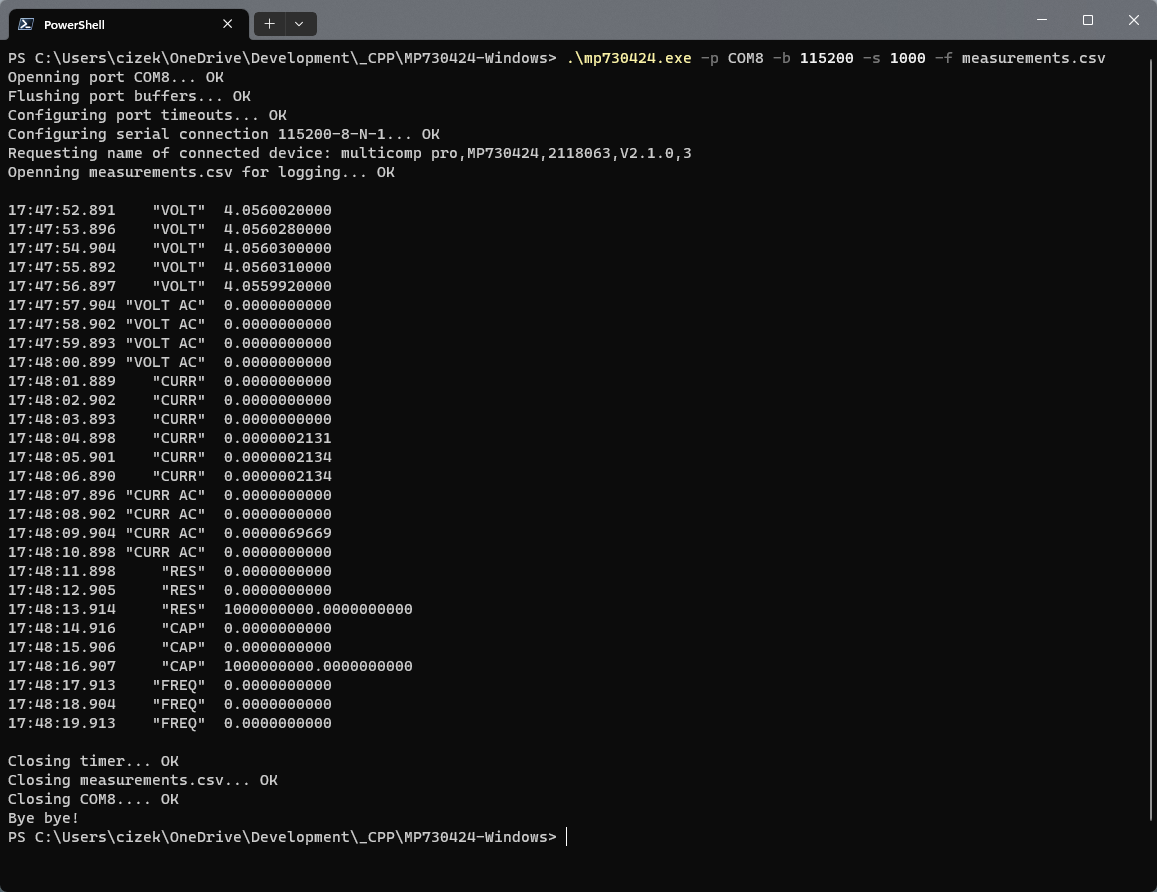 PowerShell
PS C:\Users\cizek\OneDrive\Development\_CPP\MP730424-Windows> .\mp730424.exe -p COM8 -b 115200 -s 1000 -f measurements.csv
Openning port COM8... OK
Flushing port buffers... OK
Configuring port timeouts... OK
Configuring serial connection 115200-8-N-1... OK
Requesting name of connected device: multicomp pro,MP730424,2118063,V2.1.0,3
Openning measurements.csv for logging... OK

17:47:52.891    "VOLT"  4.0560020000
17:47:53.896    "VOLT"  4.0560280000
17:47:54.904    "VOLT"  4.0560300000
17:47:55.892    "VOLT"  4.0560310000
17:47:56.897    "VOLT"  4.0559920000
17:47:57.904 "VOLT AC"  0.0000000000
17:47:58.902 "VOLT AC"  0.0000000000
17:47:59.893 "VOLT AC"  0.0000000000
17:48:00.899 "VOLT AC"  0.0000000000
17:48:01.889    "CURR"  0.0000000000
17:48:02.902    "CURR"  0.0000000000
17:48:03.893    "CURR"  0.0000000000
17:48:04.898    "CURR"  0.0000002131
17:48:05.901    "CURR"  0.0000002134
17:48:06.890    "CURR"  0.0000002134
17:48:07.896 "CURR AC"  0.0000000000
17:48:08.902 "CURR AC"  0.0000000000
17:48:09.904 "CURR AC"  0.0000069669
17:48:10.898 "CURR AC"  0.0000000000
17:48:11.898     "RES"  0.0000000000
17:48:12.905     "RES"  0.0000000000
17:48:13.914     "RES"  1000000000.0000000000
17:48:14.916     "CAP"  0.0000000000
17:48:15.906     "CAP"  0.0000000000
17:48:16.907     "CAP"  1000000000.0000000000
17:48:17.913    "FREQ"  0.0000000000
17:48:18.904    "FREQ"  0.0000000000
17:48:19.913    "FREQ"  0.0000000000

Closing timer... OK
Closing measurements.csv... OK
Closing COM8.... OK
Bye bye!
PS C:\Users\cizek\OneDrive\Development\_CPP\MP730424-Windows>